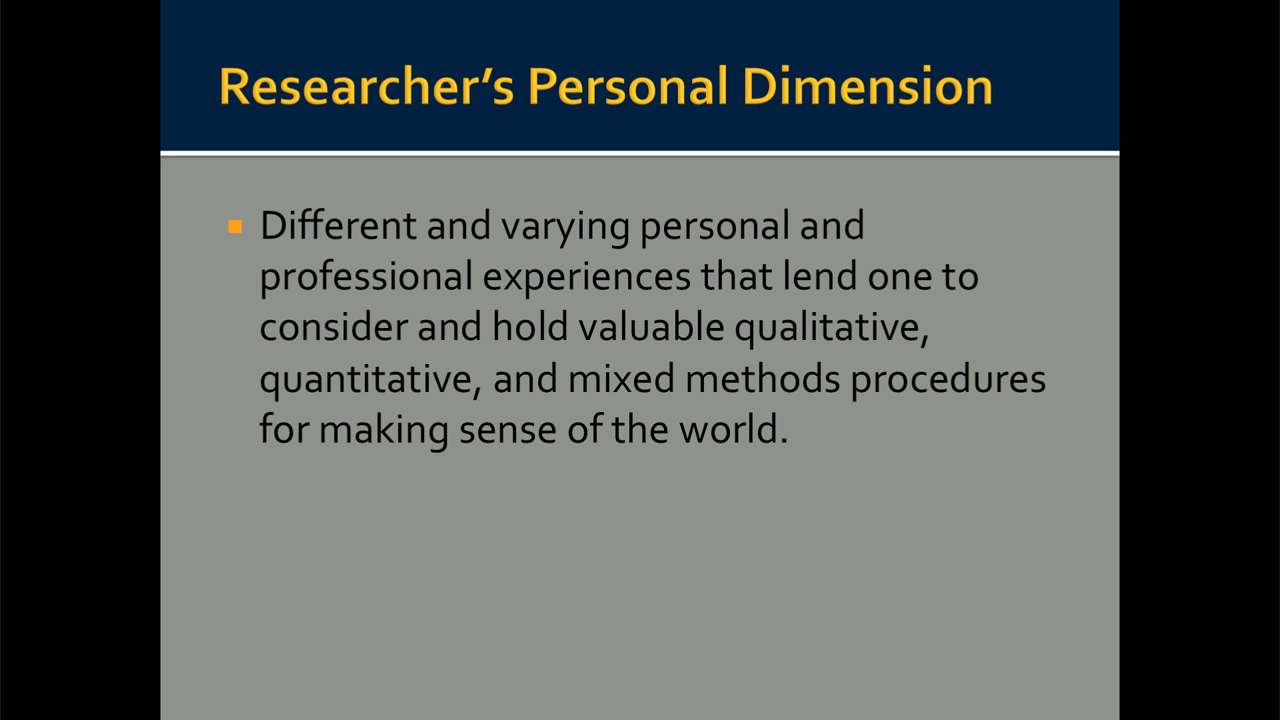 Researcher’s Personal Dimension
Different and varying personal and
professional experiences that lend one to
consider and hold valuable qualitative,
quantitative, and mixed methods procedures
for making sense of the world.